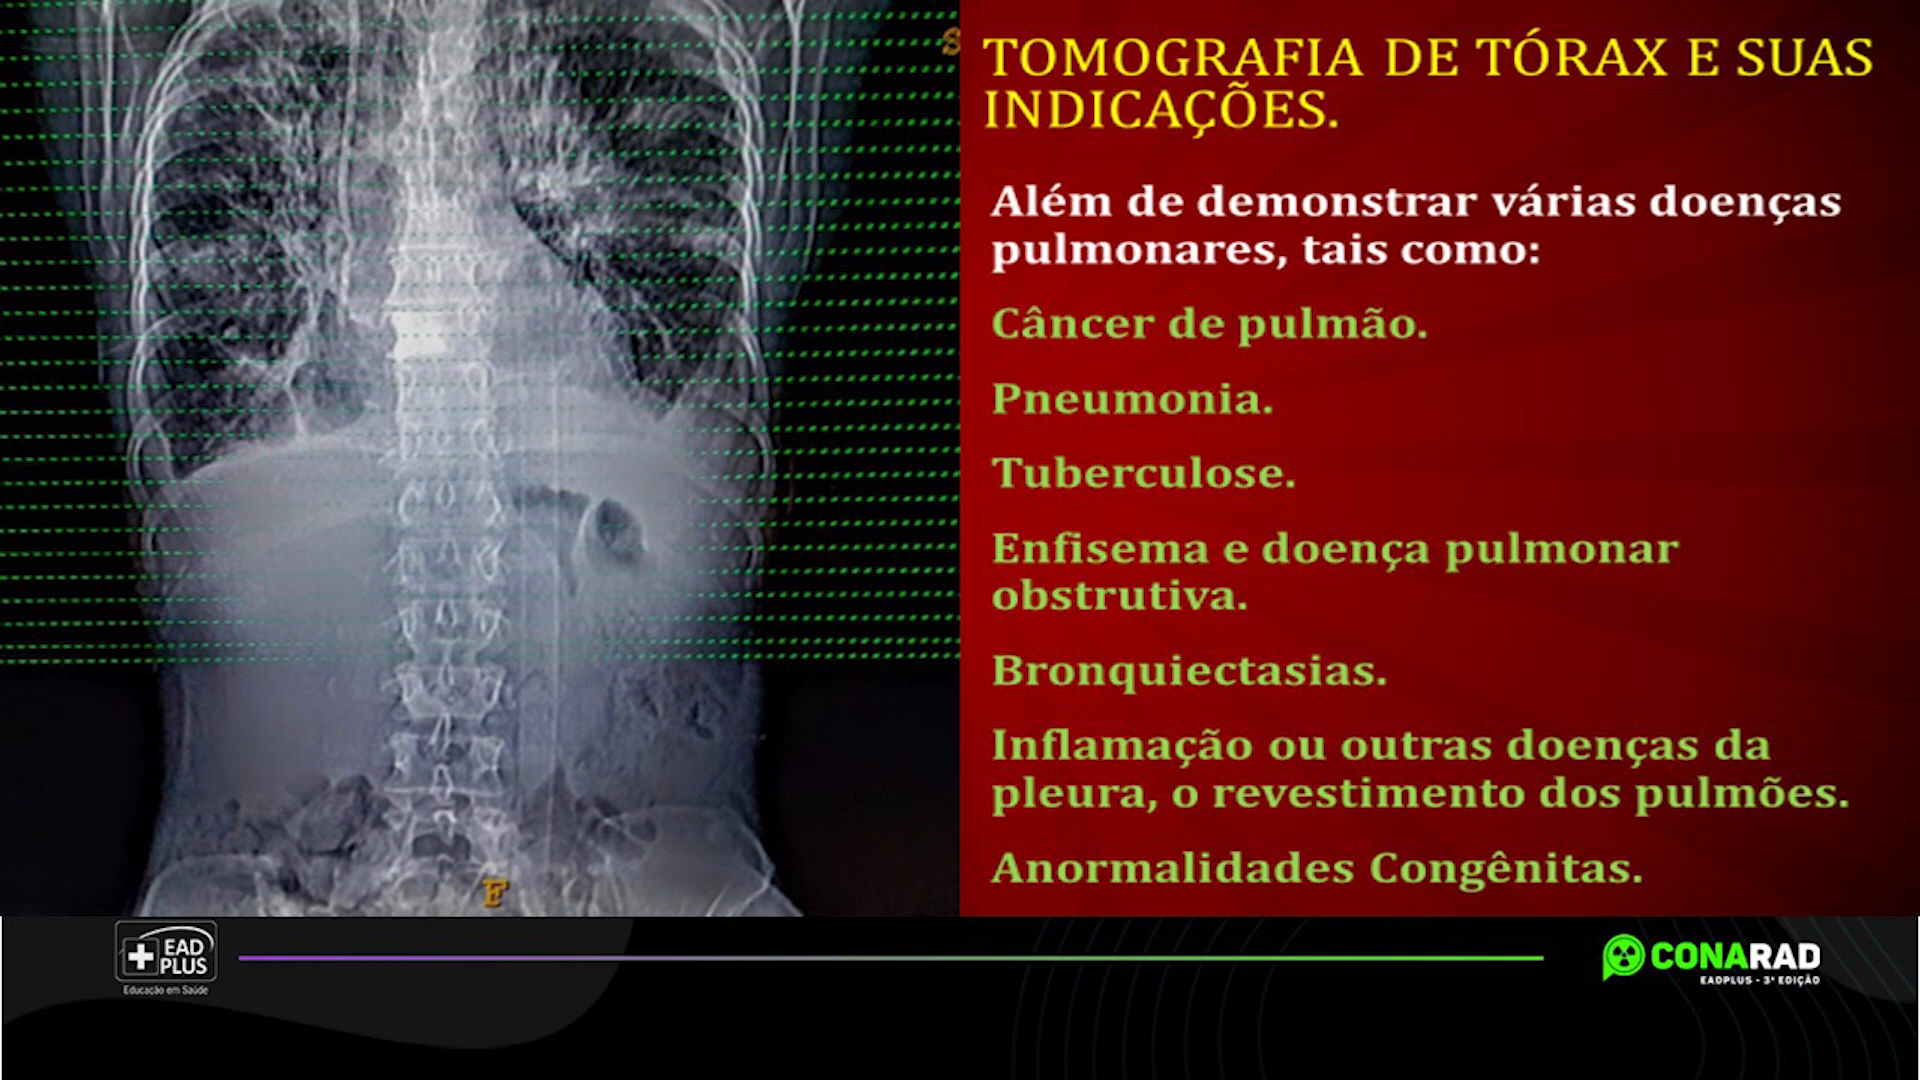 S
TOMOGRAFIA DE TÓRAX E SUAS
INDICAÇÕES.
Além de demonstrar várias doenças
pulmonares, tais como:
Câncer de pulmão.
Pneumonia.
Tuberculose.
Enfisema e doença pulmonar
obstrutiva.
Bronquiectasias.
Inflamação ou outras doenças da
pleura, o revestimento dos pulmões.
Anormalidades Congênitas.
F
EAD
PLUS
Educação em Saúde
CONARAD
EADPLUS - 3ª EDIÇÃO